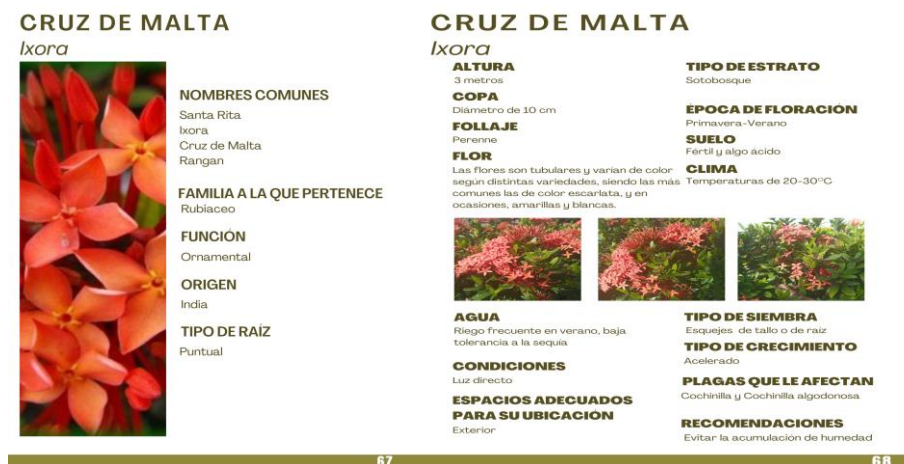 CRUZ DE MALTA
Ixora
NOMBRES COMUNES
Santa Rita
Ixora
Cruz de Malta
Rangan
FAMILIA A LA QUE PERTENECE
Rubiaceo
FUNCIÓN
Ornamental
ORIGEN
India
TIPO DE RAÍZ
Puntual
67
CRUZ DE MALTA
Ixora
ALTURA
3 metros
COPA
Diámetro de 10 cm
FOLLAJE
Perenne
FLOR
Las flores son tubulares y varían de color
según distintas variedades, siendo las más
comunes las de color escarlata, y en
ocasiones, amarillas y blancas.
TIPO DE ESTRATO
Sotobosque
ÉPOCA DE FLORACIÓN
Primavera-Verano
SUELO
Fértil y algo ácido
CLIMA
Temperaturas de 20-30°C
AGUA
Riego frecuente en verano, baja
tolerancia a la sequía
CONDICIONES
Luz directo
ESPACIOS ADECUADOS
PARA SU UBICACIÓN
Exterior
TIPO DE SIEMBRA
Esquejes de tallo o de raíz
TIPO DE CRECIMIENTO
Acelerado
PLAGAS QUE LE AFECTAN
Cochinilla y Cochinilla algodonosa
RECOMENDACIONES
Evitar la acumulación de humedad
68